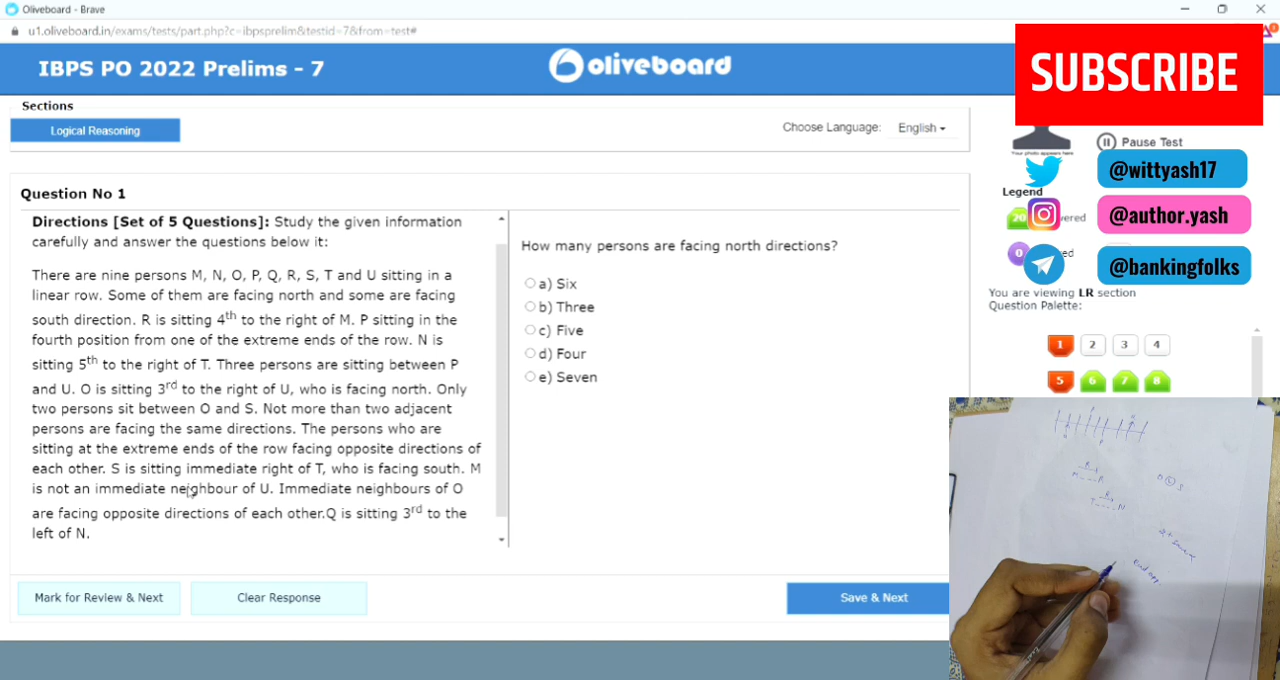 Oliveboard - Brave
u1.oliveboard.in/exams/tests/part.php?c=ibpsprelim&testid=7&from=test#
IBPS PO 2022 Prelims - 7
oliveboard
SUBSCRIBE
Sections
Logical Reasoning
Choose Language:
English
Your photo appears here
Pause Test
@wittyash17
Legend
20
ered
@author.yash
0
ed
@bankingfolks
You are viewing LR section
Question Palette:
1 2 3 4
5 6 7 8
Question No 1
Directions [Set of 5 Questions]: Study the given information
carefully and answer the questions below it:
There are nine persons M, N, O, P, Q, R, S, T and U sitting in a
linear row. Some of them are facing north and some are facing
south direction. R is sitting 4th to the right of M. P sitting in the
fourth position from one of the extreme ends of the row. N is
sitting 5th to the right of T. Three persons are sitting between P
and U. O is sitting 3rd to the right of U, who is facing north. Only
two persons sit between O and S. Not more than two adjacent
persons are facing the same directions. The persons who are
sitting at the extreme ends of the row facing opposite directions of
each other. S is sitting immediate right of T, who is facing south. M
is not an immediate neighbour of U. Immediate neighbours of O
are facing opposite directions of each other.Q is sitting 3rd to the
left of N.
How many persons are facing north directions?
a) Six
b) Three
c) Five
d) Four
e) Seven
Mark for Review & Next
Clear Response
Save & Next